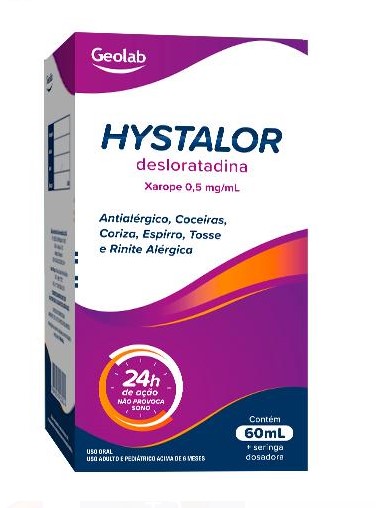 Geolab
HYSTALOR
desloratadina
Xarope 0,5 mg/mL
Antialérgico, Coceiras,
Coriza, Espirro, Tosse
e Rinite Alérgica
24h
de ação
NÃO PROVOCA
SONO
Contém
60mL
+ seringa
dosadora
USO ORAL
USO ADULTO E PEDIÁTRICO ACIMA DE 6 MESES